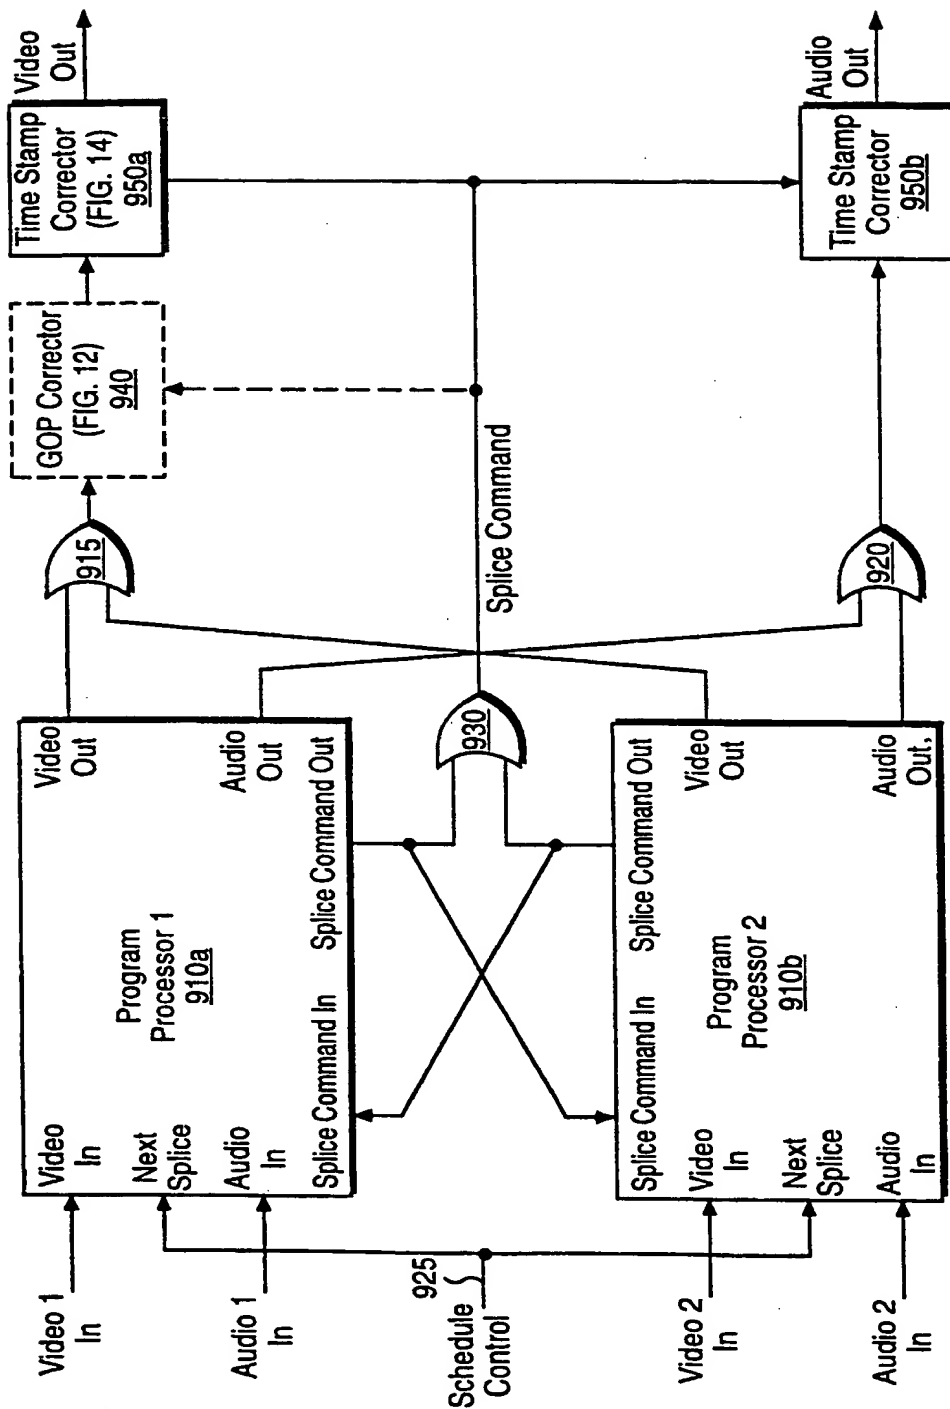 Video 1
In
Audio 1
In
Schedule
Control
925
Video 2
In
Audio 2
In
Video
In
Next
Splice
Audio
In
Splice Command In
Program
Processor 1
910a
Video
Out
Audio
Out
Splice Command Out
Splice Command In
Video
In
Next
Splice
Audio
In
Program
Processor 2
910b
Splice Command Out
Video
Out
Audio
Out,
915
930
920
Splice Command
GOP Corrector
(FIG. 12)
940
Time Stamp
Corrector
(FIG. 14)
950a
Video
Out
Time Stamp
Corrector
950b
Audio
Out